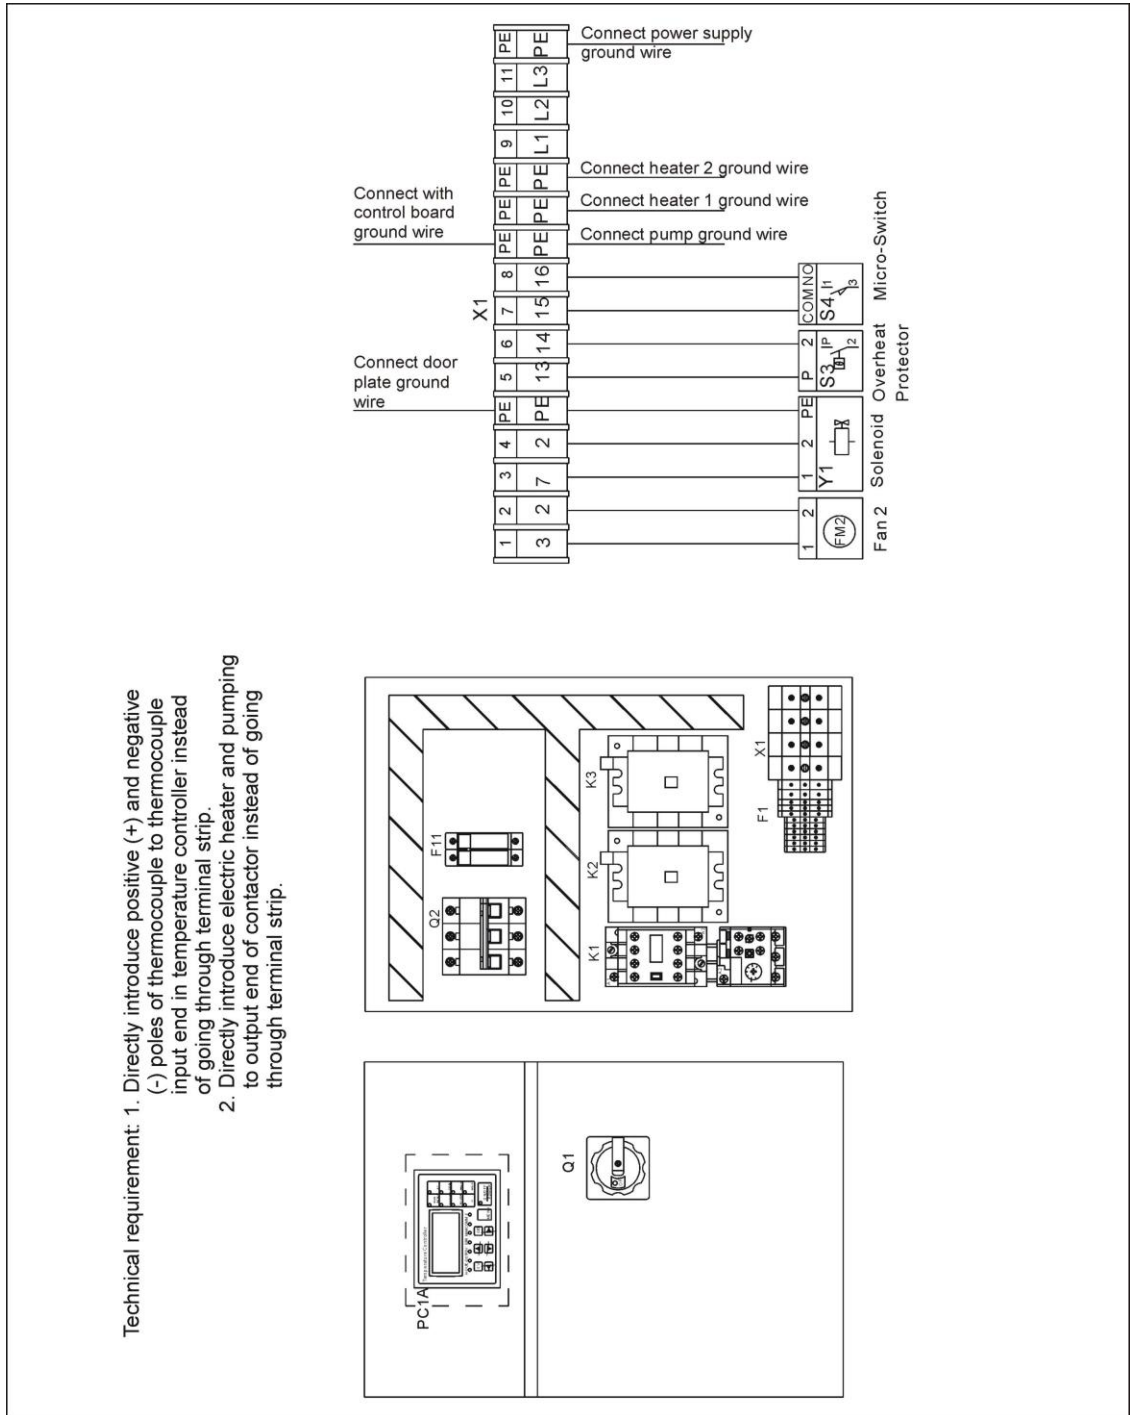 Technical requirement: 1. Directly introduce positive (+) and negative
(-) poles of thermocouple to thermocouple
input end in temperature controller instead
of going through terminal strip.
2. Directly introduce electric heater and pumping
to output end of contactor instead of going
through terminal strip.
PE PE
11 L3
10 L2
9 L1
PE PE
PE PE
PE PE
8 16
7 15
6 14
5 13
PE PE
4 2
3 7
2 2
1 3
X1
Connect power supply
ground wire
Connect heater 2 ground wire
Connect heater 1 ground wire
Connect pump ground wire
Connect with
control board
ground wire
Connect door
plate ground
wire
COM NO
S4 1 3
Micro-Switch
P 2
S3 P 2
Overheat
Protector
1 2 PE
Y1
Solenoid
1 2
FM2
Fan 2
F11
Q2
K3
K2
K1
X1
F1
PC1A
Temperature Controller
Q1